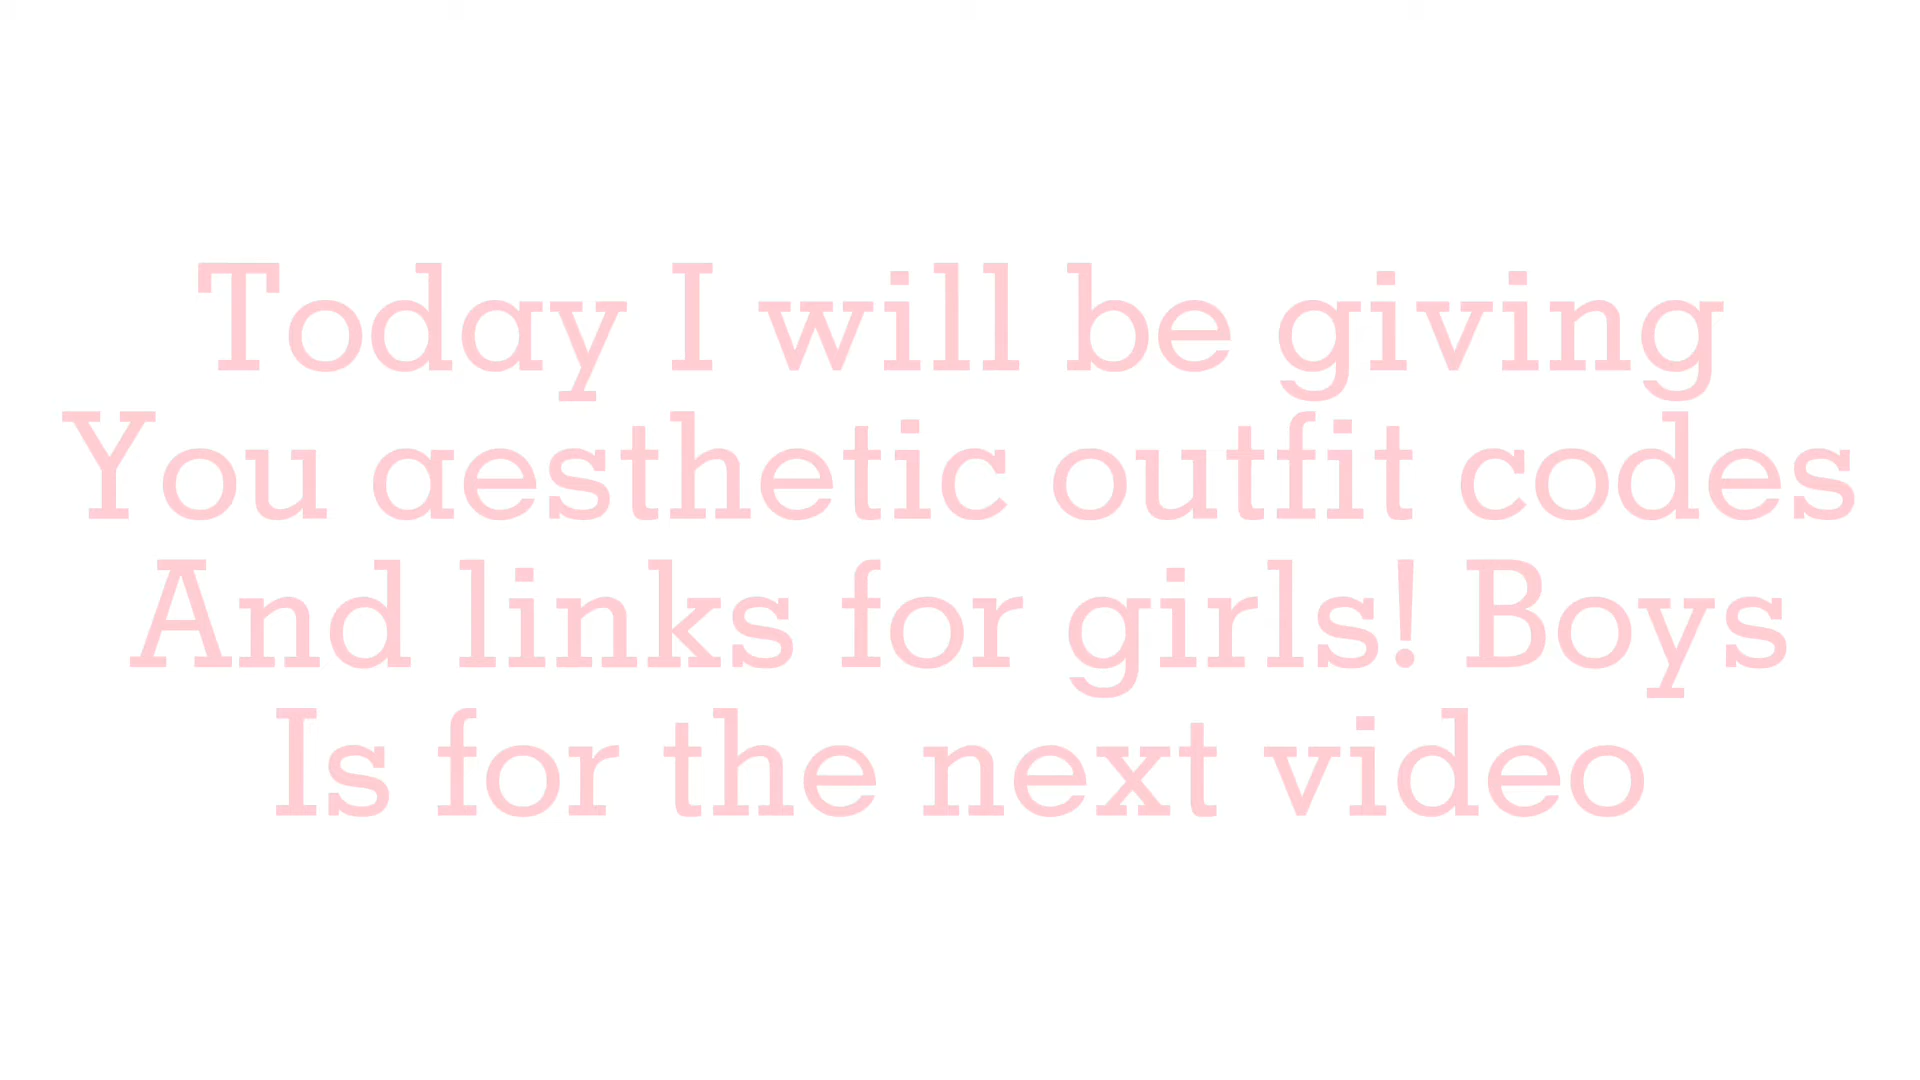 Today I will be giving
You aesthetic outfit codes
And links for girls! Boys
Is for the next video